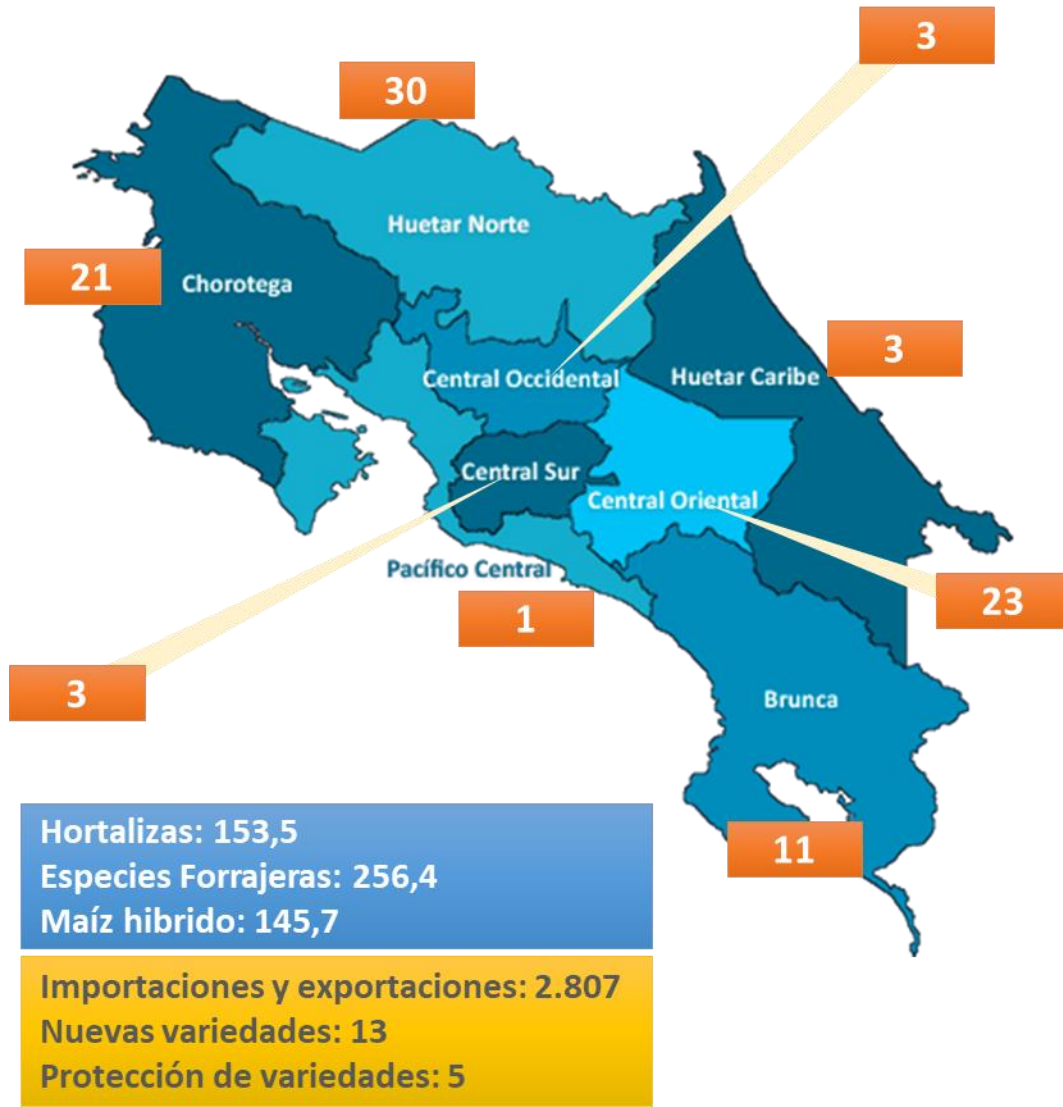 3
30
Huetar Norte
21
Chorotega
3
Central Occidental
Huetar Caribe
Central Sur
Central Oriental
Pacífico Central
1
23
3
Brunca
11
Hortalizas: 153,5
Especies Forrajeras: 256,4
Maíz hibrido: 145,7
Importaciones y exportaciones: 2.807
Nuevas variedades: 13
Protección de variedades: 5